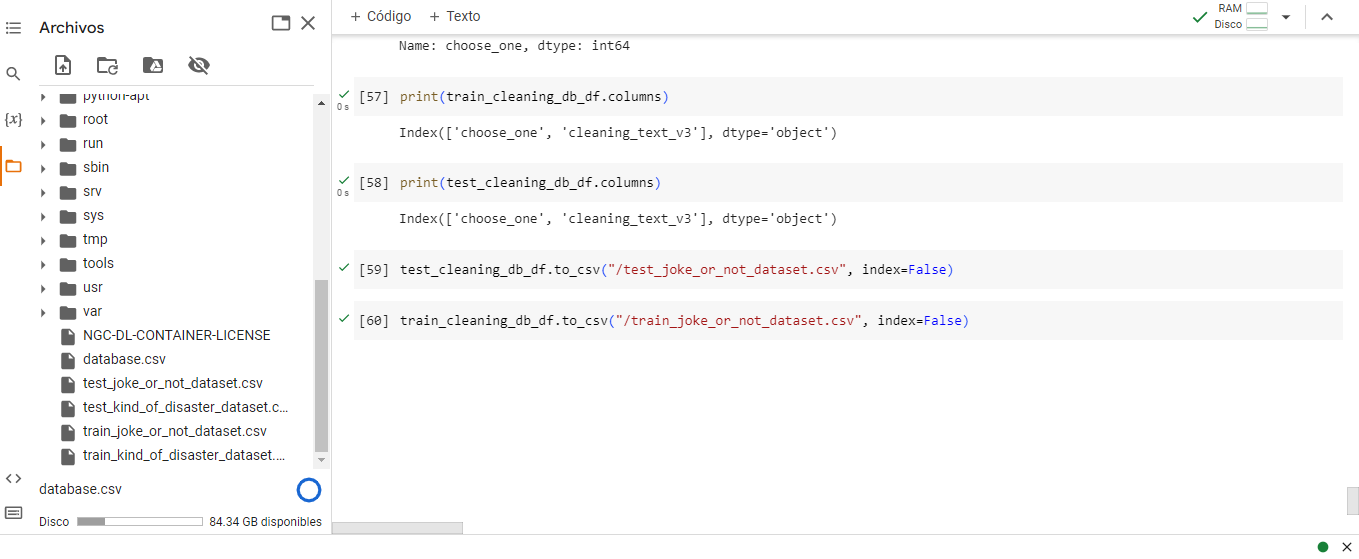 Archivos
python-apt
root
run
sbin
srv
sys
tmp
tools
usr
var
NGC-DL-CONTAINER-LICENSE
database.csv
test_joke_or_not_dataset.csv
test_kind_of_disaster_dataset.c...
train_joke_or_not_dataset.csv
train_kind_of_disaster_dataset....
database.csv
Disco 84.34 GB disponibles
+ Código + Texto
RAM
Disco
Name: choose_one, dtype: int64
0 s
[57] print(train_cleaning_db_df.columns)
Index(['choose_one', 'cleaning_text_v3'], dtype='object')
0 s
[58] print(test_cleaning_db_df.columns)
Index(['choose_one', 'cleaning_text_v3'], dtype='object')
[59] test_cleaning_db_df.to_csv("/test_joke_or_not_dataset.csv", index=False)
[60] train_cleaning_db_df.to_csv("/train_joke_or_not_dataset.csv", index=False)